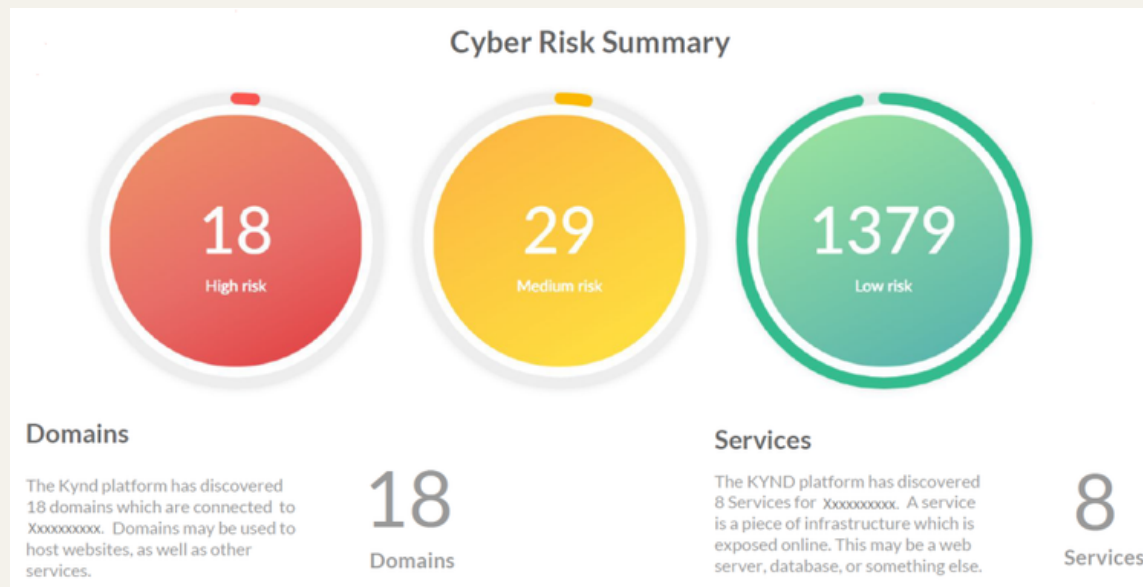 Cyber Risk Summary
18
High risk
29
Medium risk
1379
Low risk
Domains
The Kynd platform has discovered
18 domains which are connected to
Xxxxxxxxxx. Domains may be used to
host websites, as well as other
services.
18
Domains
Services
The KYND platform has discovered
8 Services for Xxxxxxxxxx. A service
is a piece of infrastructure which is
exposed online. This may be a web
server, database, or something else.
8
Services